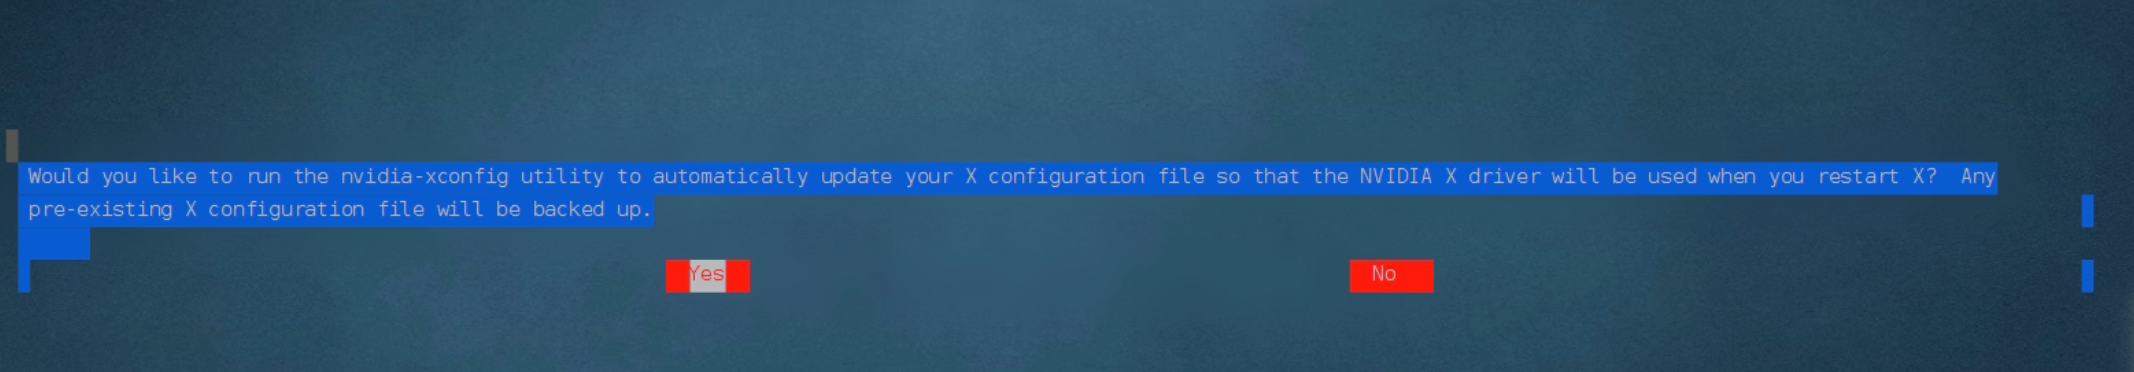 Would you like to run the nvidia-xconfig utility to automatically update your X configuration file so that the NVIDIA X driver will be used when you restart X?  Any
pre-existing X configuration file will be backed up.
Yes No